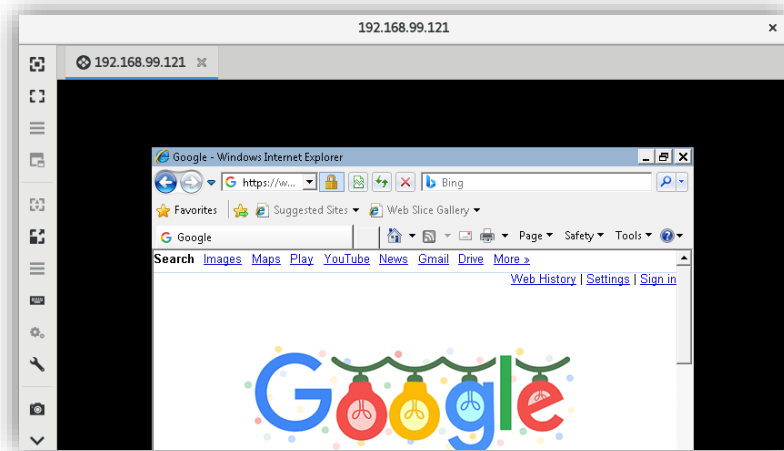 192.168.99.121
192.168.99.121
Google - Windows Internet Explorer
https://w... Bing
Favorites Suggested Sites Web Slice Gallery
Google Page Safety Tools
Search Images Maps Play YouTube News Gmail Drive More »
Web History | Settings | Sign in
Google